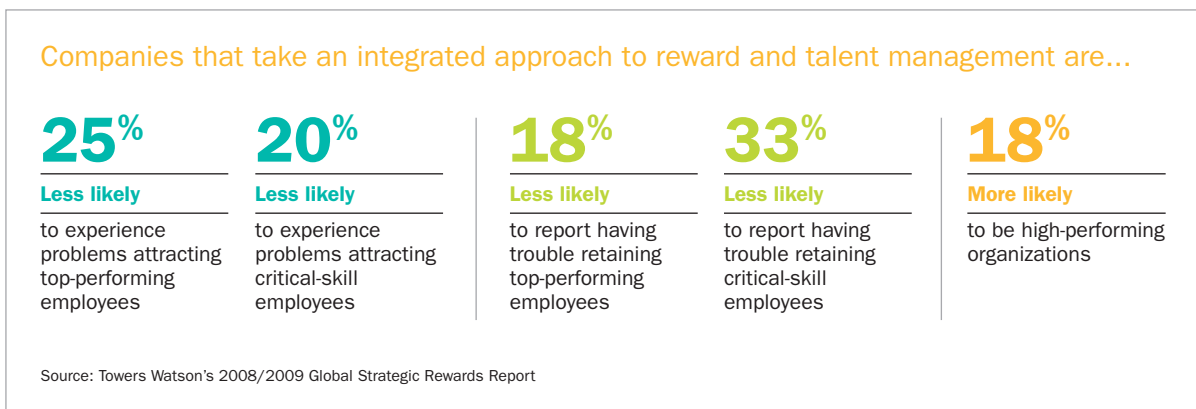 Companies that take an integrated approach to reward and talent management are...
25%
Less likely
to experience
problems attracting
top-performing
employees
20%
Less likely
to experience
problems attracting
critical-skill
employees
18%
Less likely
to report having
trouble retaining
top-performing
employees
33%
Less likely
to report having
trouble retaining
critical-skill
employees
18%
More likely
to be high-performing
organizations
Source: Towers Watson's 2008/2009 Global Strategic Rewards Report